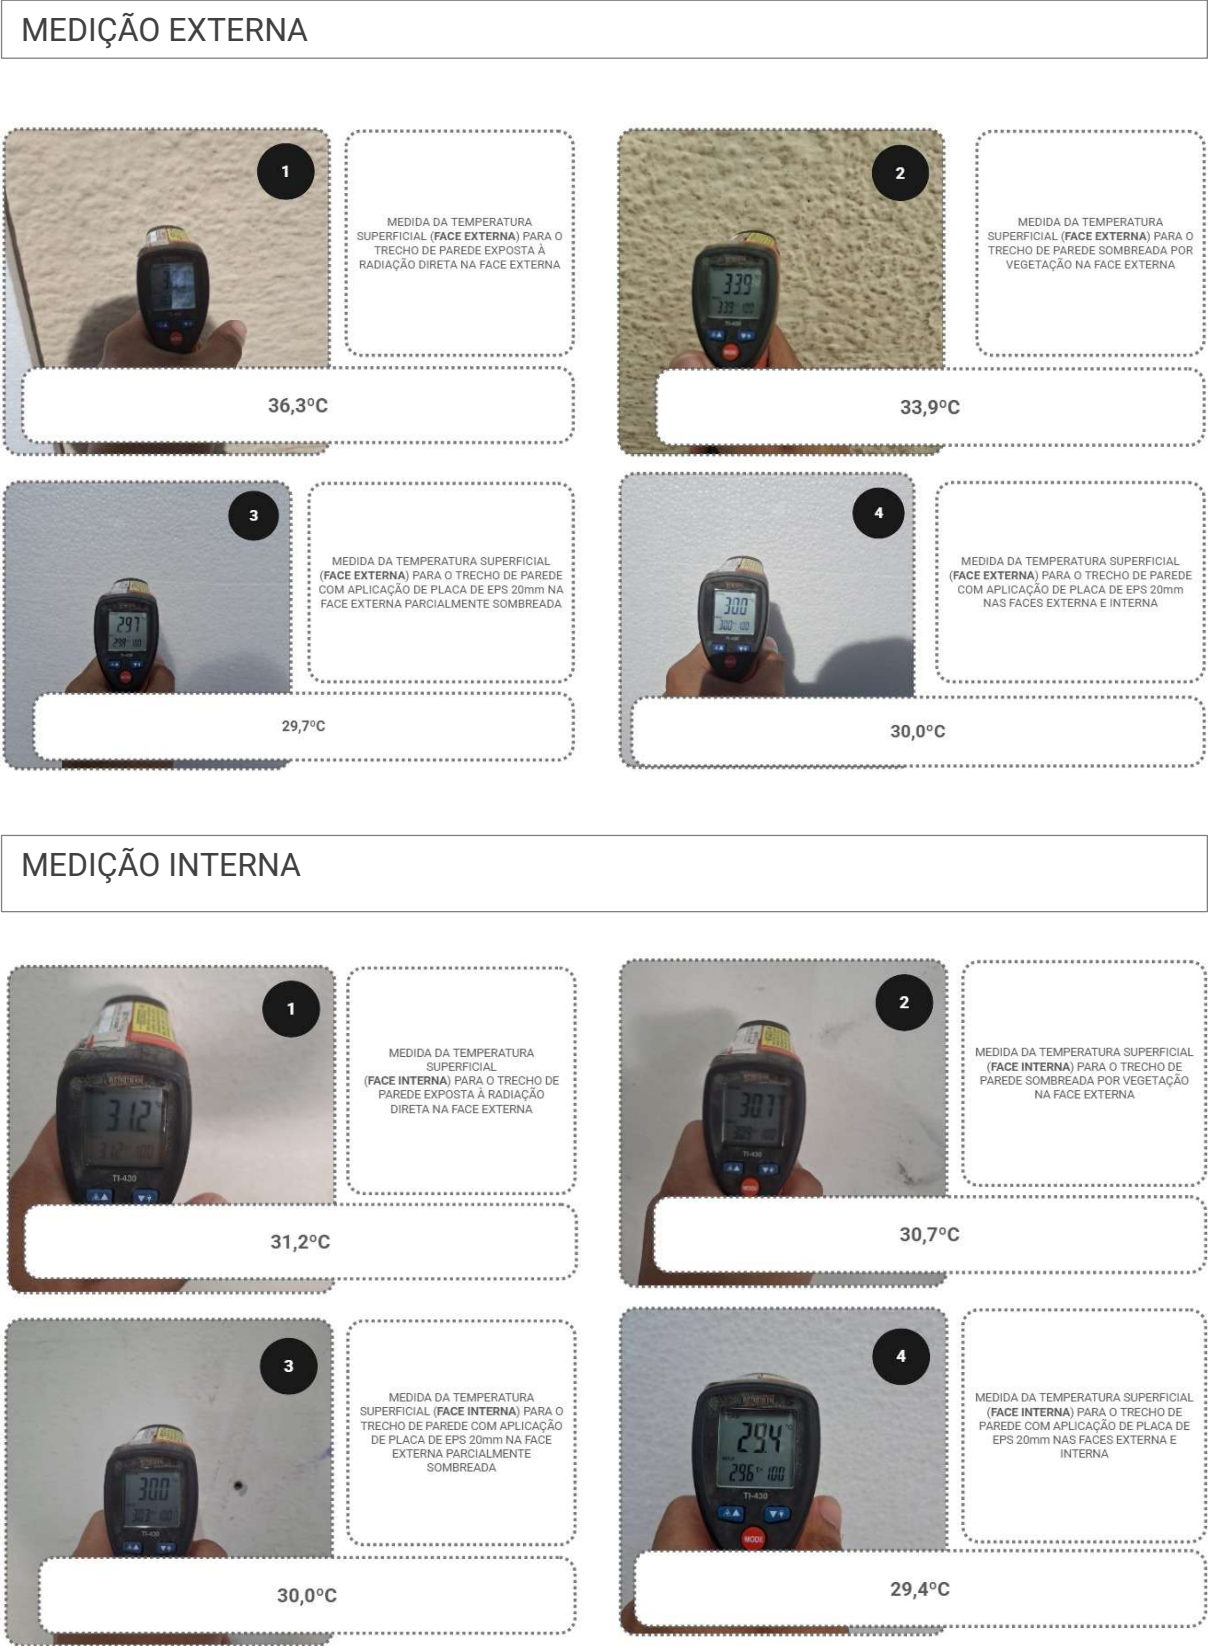 MEDIÇÃO EXTERNA
1
MEDIDA DA TEMPERATURA
SUPERFICIAL (FACE EXTERNA) PARA O
TRECHO DE PAREDE EXPOSTA À
RADIAÇÃO DIRETA NA FACE EXTERNA
36,3ºC
2
MEDIDA DA TEMPERATURA
SUPERFICIAL (FACE EXTERNA) PARA O
TRECHO DE PAREDE SOMBREADA POR
VEGETAÇÃO NA FACE EXTERNA
339
33,9ºC
3
MEDIDA DA TEMPERATURA SUPERFICIAL
(FACE EXTERNA) PARA O TRECHO DE PAREDE
COM APLICAÇÃO DE PLACA DE EPS 20mm NA
FACE EXTERNA PARCIALMENTE SOMBREADA
297
29,7ºC
4
MEDIDA DA TEMPERATURA SUPERFICIAL
(FACE EXTERNA) PARA O TRECHO DE PAREDE
COM APLICAÇÃO DE PLACA DE EPS 20mm
NAS FACES EXTERNA E INTERNA
300
30,0ºC
MEDIÇÃO INTERNA
1
MEDIDA DA TEMPERATURA
SUPERFICIAL
(FACE INTERNA) PARA O TRECHO DE
PAREDE EXPOSTA À RADIAÇÃO
DIRETA NA FACE EXTERNA
31.2
TI-430
31,2ºC
2
MEDIDA DA TEMPERATURA SUPERFICIAL
(FACE INTERNA) PARA O TRECHO DE
PAREDE SOMBREADA POR VEGETAÇÃO
NA FACE EXTERNA
30.7
TI-430
MODE
30,7ºC
3
MEDIDA DA TEMPERATURA
SUPERFICIAL (FACE INTERNA) PARA O
TRECHO DE PAREDE COM APLICAÇÃO
DE PLACA DE EPS 20mm NA FACE
EXTERNA PARCIALMENTE
SOMBREADA
30.0
TI-430
30,0ºC
4
MEDIDA DA TEMPERATURA SUPERFICIAL
(FACE INTERNA) PARA O TRECHO DE
PAREDE COM APLICAÇÃO DE PLACA DE
EPS 20mm NAS FACES EXTERNA E
INTERNA
29.4
29.6 100
TI-430
MODE
29,4ºC